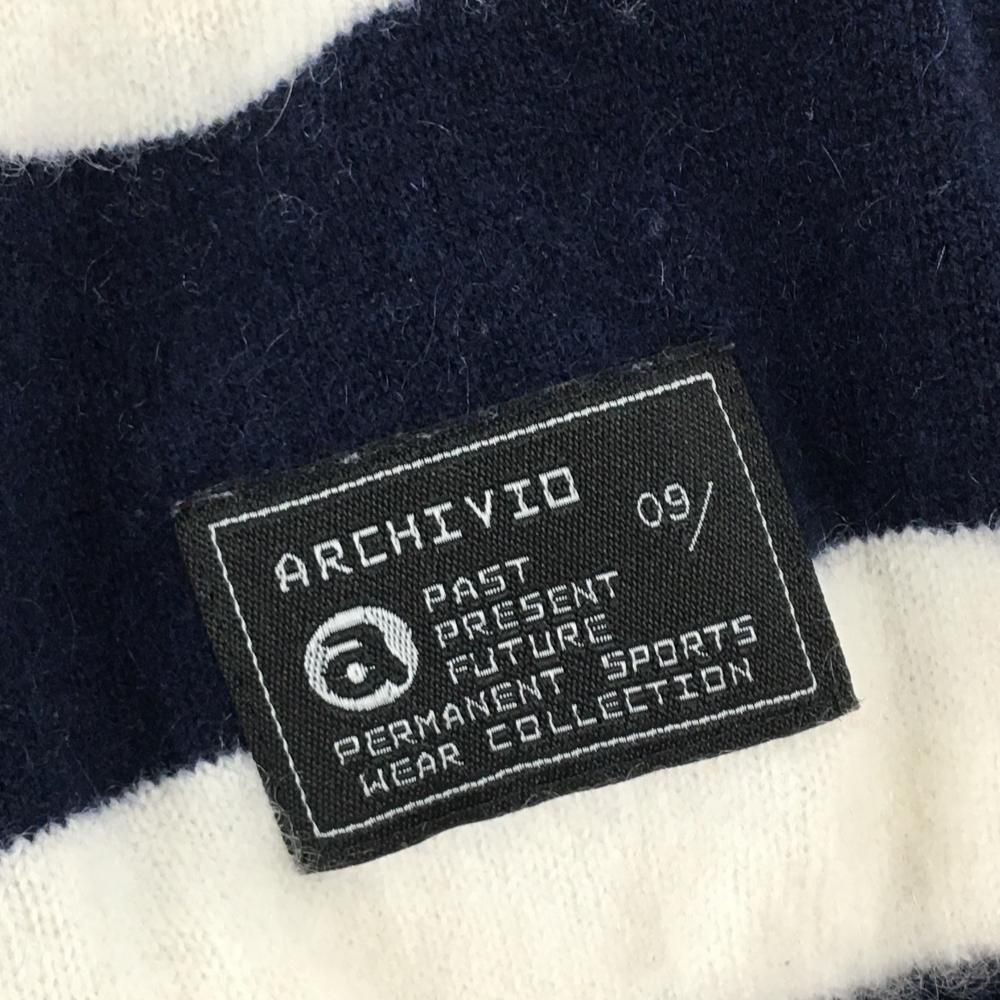 ARCHIVIO 09/
a
PAST
PRESENT
FUTURE
PERMANENT SPORTS
WEAR COLLECTION